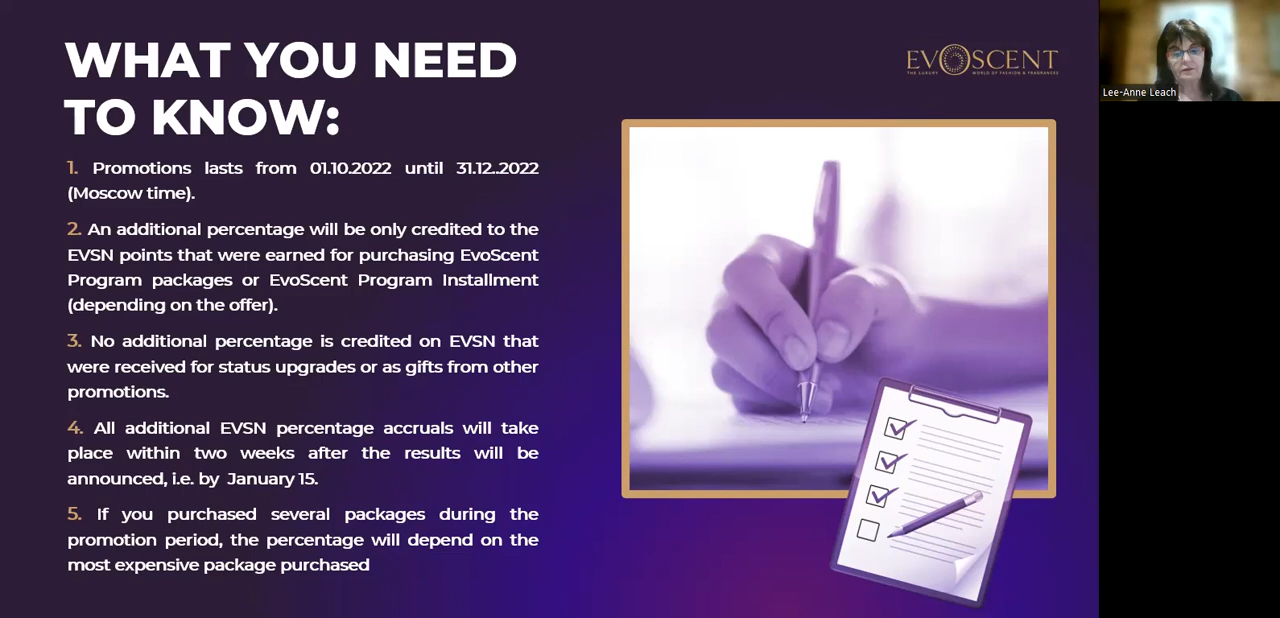 WHAT YOU NEED
TO KNOW:
1. Promotions lasts from 01.10.2022 until 31.12..2022
(Moscow time).
2. An additional percentage will be only credited to the
EVSN points that were earned for purchasing EvoScent
Program packages or EvoScent Program Installment
(depending on the offer).
3. No additional percentage is credited on EVSN that
were received for status upgrades or as gifts from other
promotions.
4. All additional EVSN percentage accruals will take
place within two weeks after the results will be
announced, i.e. by January 15.
5. If you purchased several packages during the
promotion period, the percentage will depend on the
most expensive package purchased
EVOSCENT
THE LUXURY WORLD OF FASHION & FRAGRANCES
Lee-Anne Leach